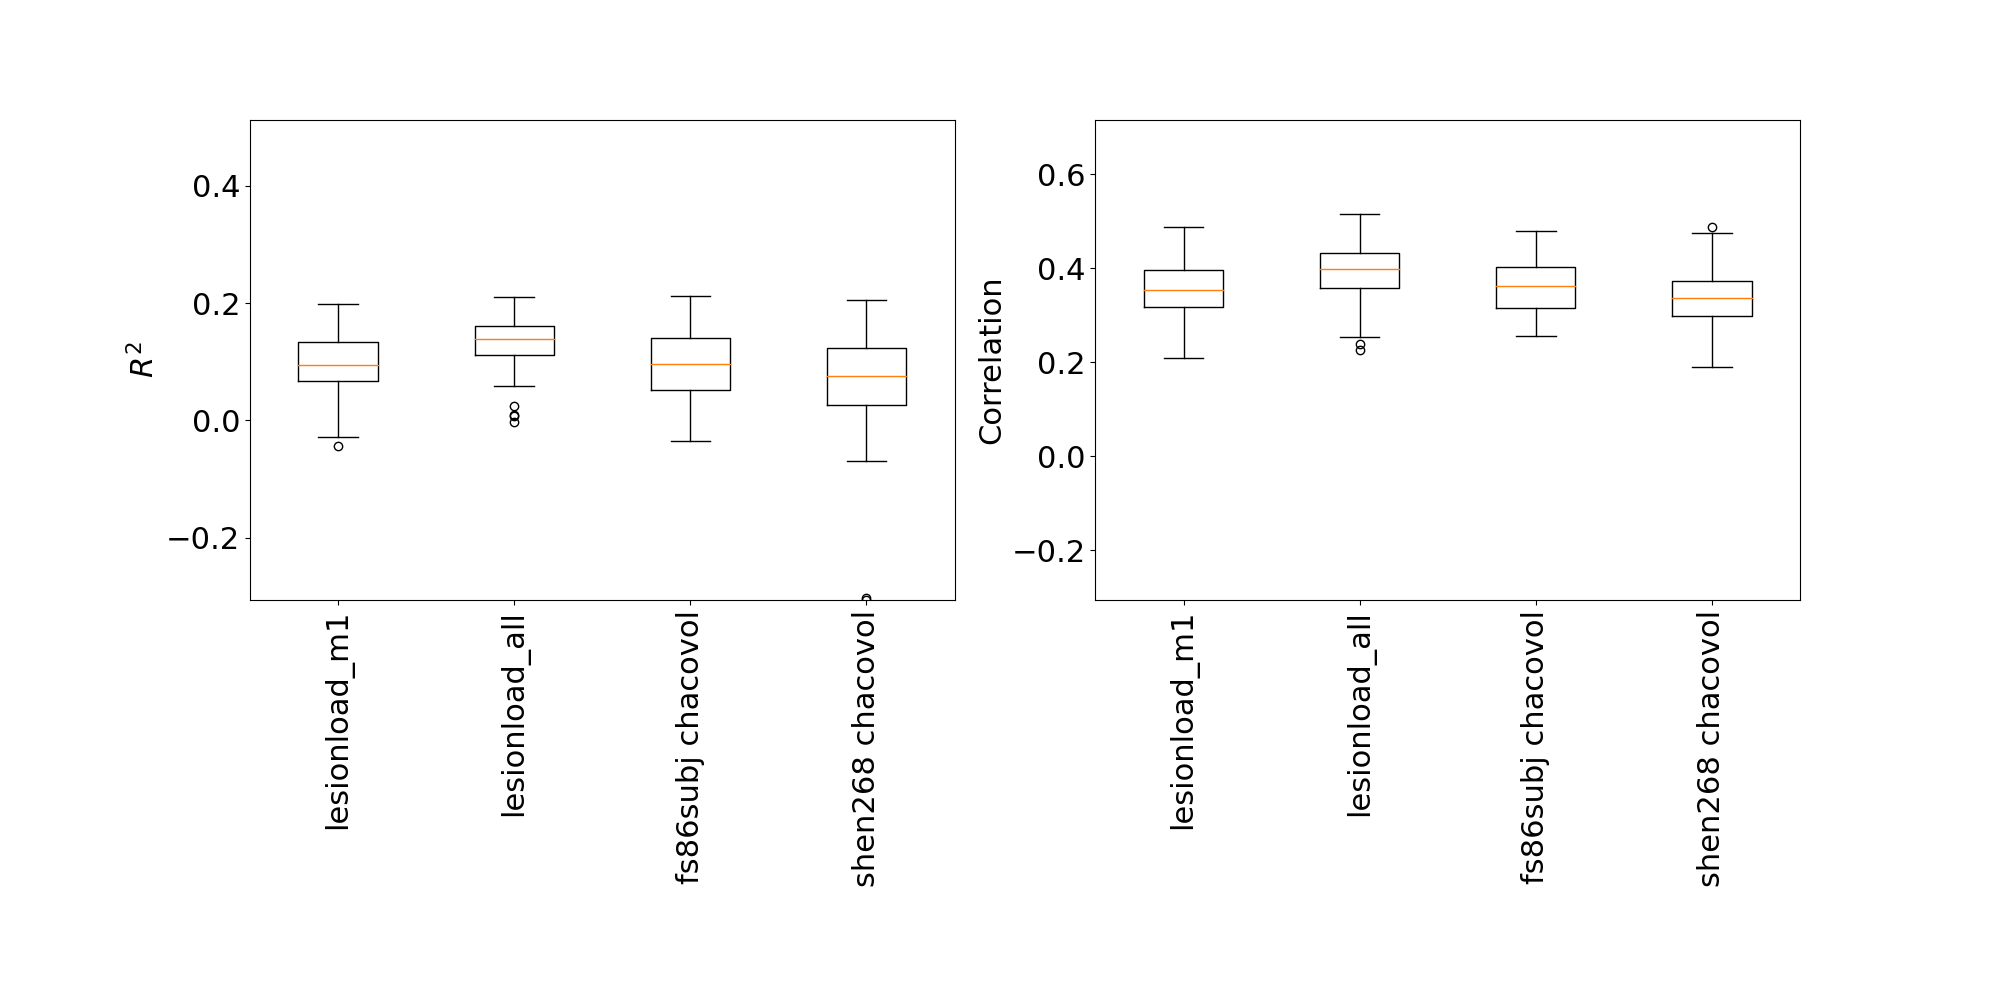 R²
0.4
0.2
0.0
−0.2
lesionload_m1
lesionload_all
fs86subj chacovol
shen268 chacovol
Correlation
0.6
0.4
0.2
0.0
−0.2
lesionload_m1
lesionload_all
fs86subj chacovol
shen268 chacovol